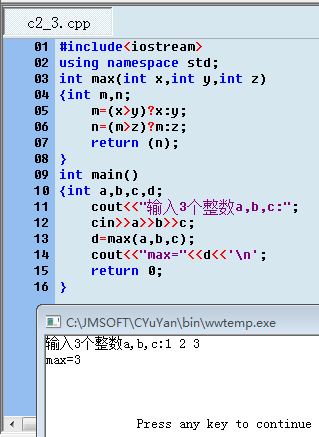 c2_3.cpp
01 #include<iostream>
02 using namespace std;
03 int max(int x,int y,int z)
04 {int m,n;
05 m=(x>y)?x:y;
06 n=(m>z)?m:z;
07 return (n);
08 }
09 int main()
10 {int a,b,c,d;
11 cout<<"输入3个整数a,b,c:";
12 cin>>a>>b>>c;
13 d=max(a,b,c);
14 cout<<"max="<<d<<'\n';
15 return 0;
16 }
C:\JMSOFT\CYuYan\bin\wwtemp.exe
输入3个整数a,b,c:1 2 3
max=3
Press any key to continue